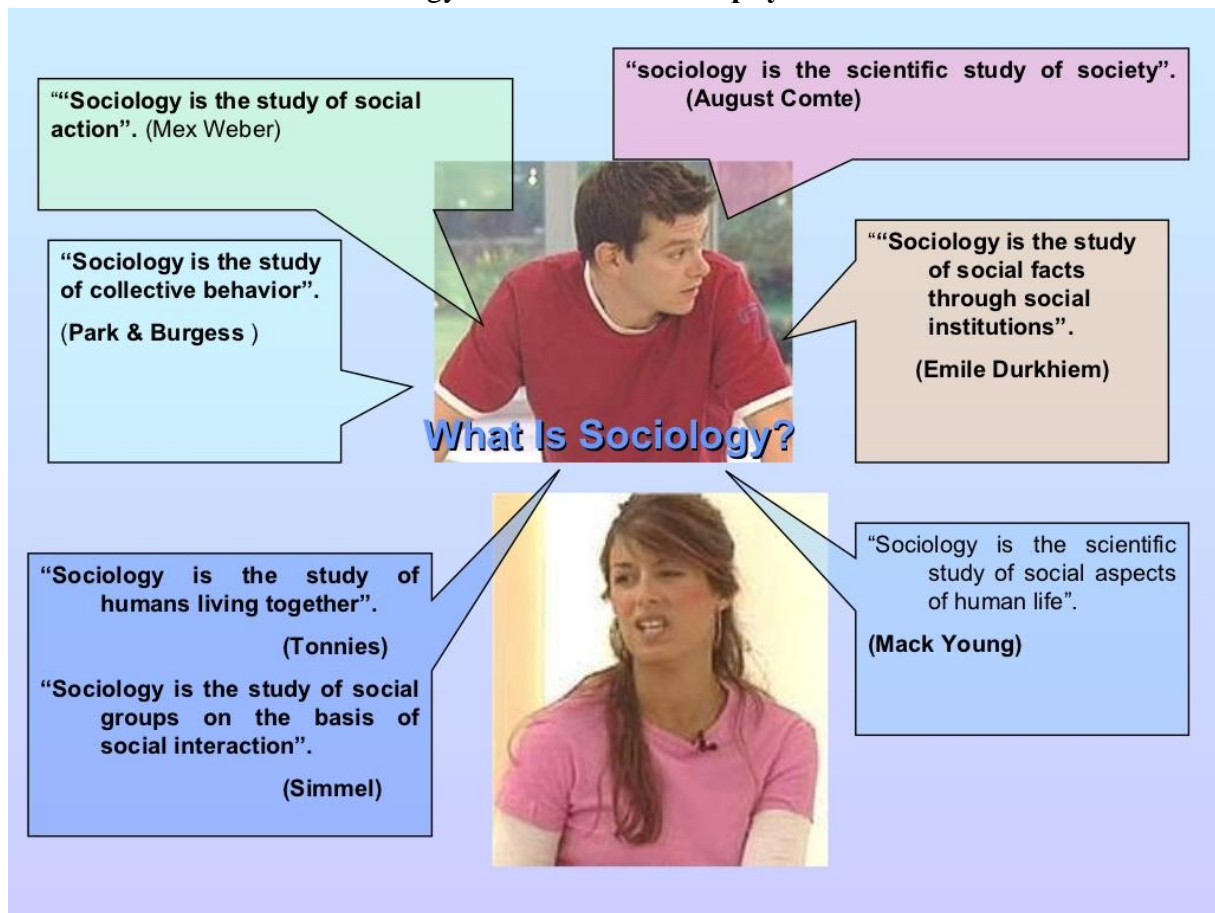 ““Sociology is the study of social
action”. (Mex Weber)
“sociology is the scientific study of society”.
(August Comte)
“Sociology is the study
of collective behavior”.
(Park & Burgess )
““Sociology is the study
of social facts
through social
institutions”.
(Emile Durkhiem)
What Is Sociology?
“Sociology is the study of
humans living together”.
(Tonnies)
“Sociology is the study of social
groups on the basis of
social interaction”.
(Simmel)
“Sociology is the scientific
study of social aspects
of human life”.
(Mack Young)